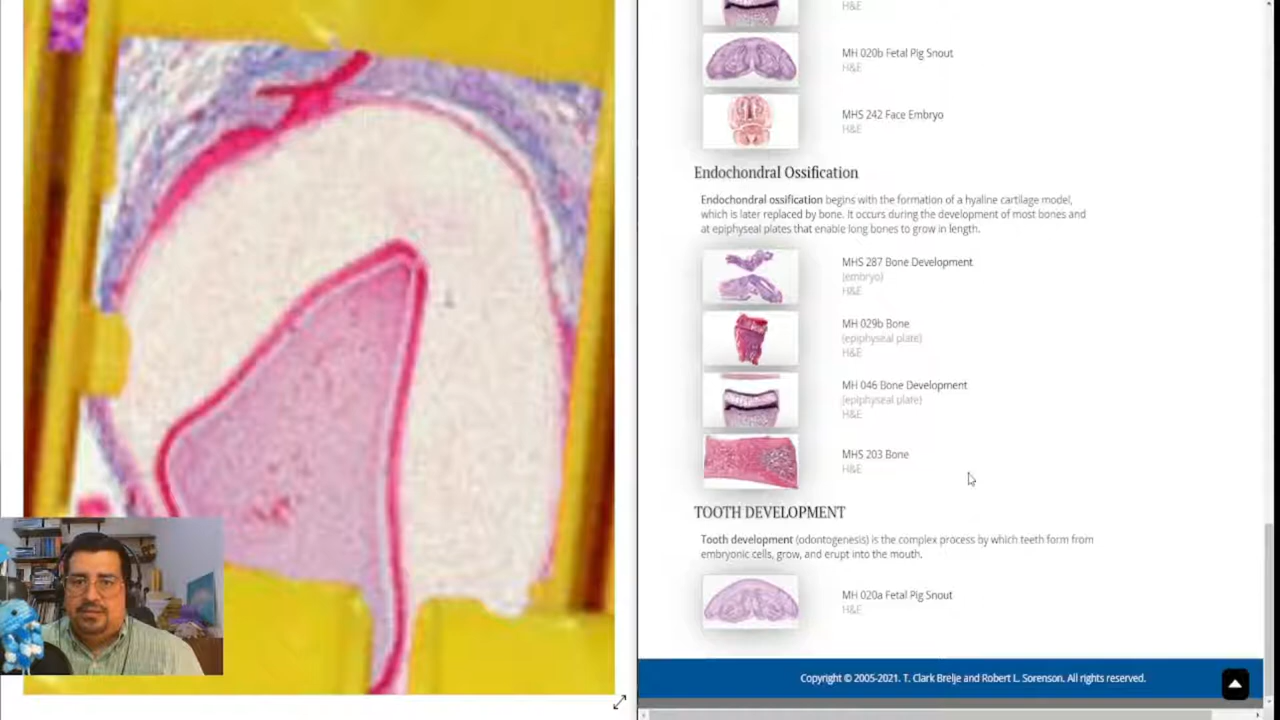 H&E
MH 020b Fetal Pig Snout
H&E
MHS 242 Face Embryo
H&E
Endochondral Ossification
Endochondral ossification begins with the formation of a hyaline cartilage model,
which is later replaced by bone. It occurs during the development of most bones and
at epiphyseal plates that enable long bones to grow in length.
MHS 287 Bone Development
(embryo)
H&E
MH 029b Bone
(epiphyseal plate)
H&E
MH 046 Bone Development
(epiphyseal plate)
H&E
MHS 203 Bone
H&E
TOOTH DEVELOPMENT
Tooth development (odontogenesis) is the complex process by which teeth form from
embryonic cells, grow, and erupt into the mouth.
MH 020a Fetal Pig Snout
H&E
Copyright © 2005-2021. T. Clark Brelje and Robert L. Sorenson. All rights reserved.